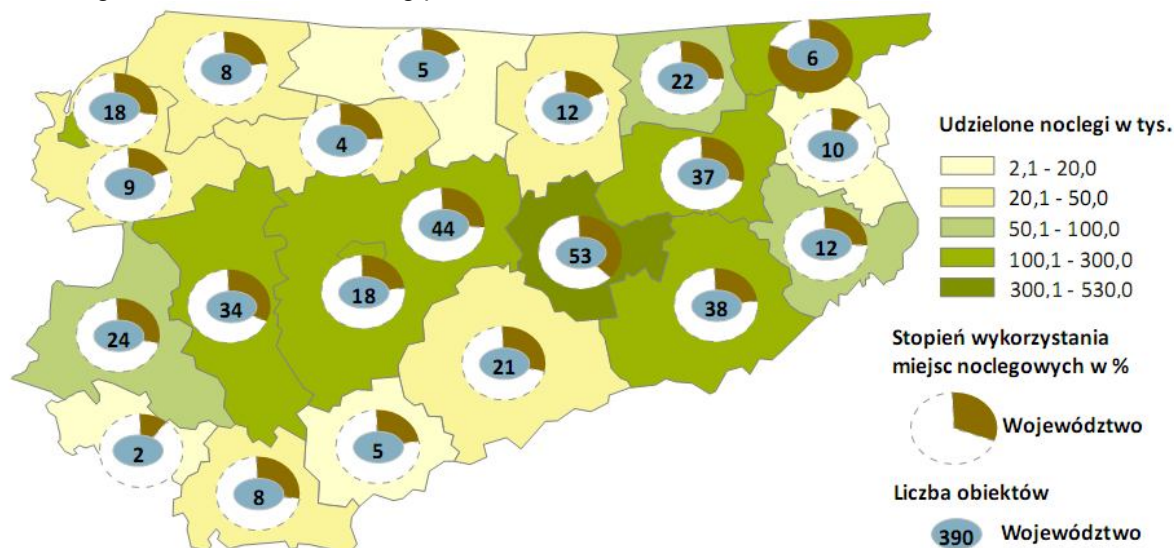 8
5
6
22
18
12
4
10
37
9
44
12
53
18
34
38
24
21
5
2
8
Udzielone noclegi w tys.
2,1 - 20,0
20,1 - 50,0
50,1 - 100,0
100,1 - 300,0
300,1 - 530,0
Stopień wykorzystania
miejsc noclegowych w %
Województwo
Liczba obiektów
390 Województwo